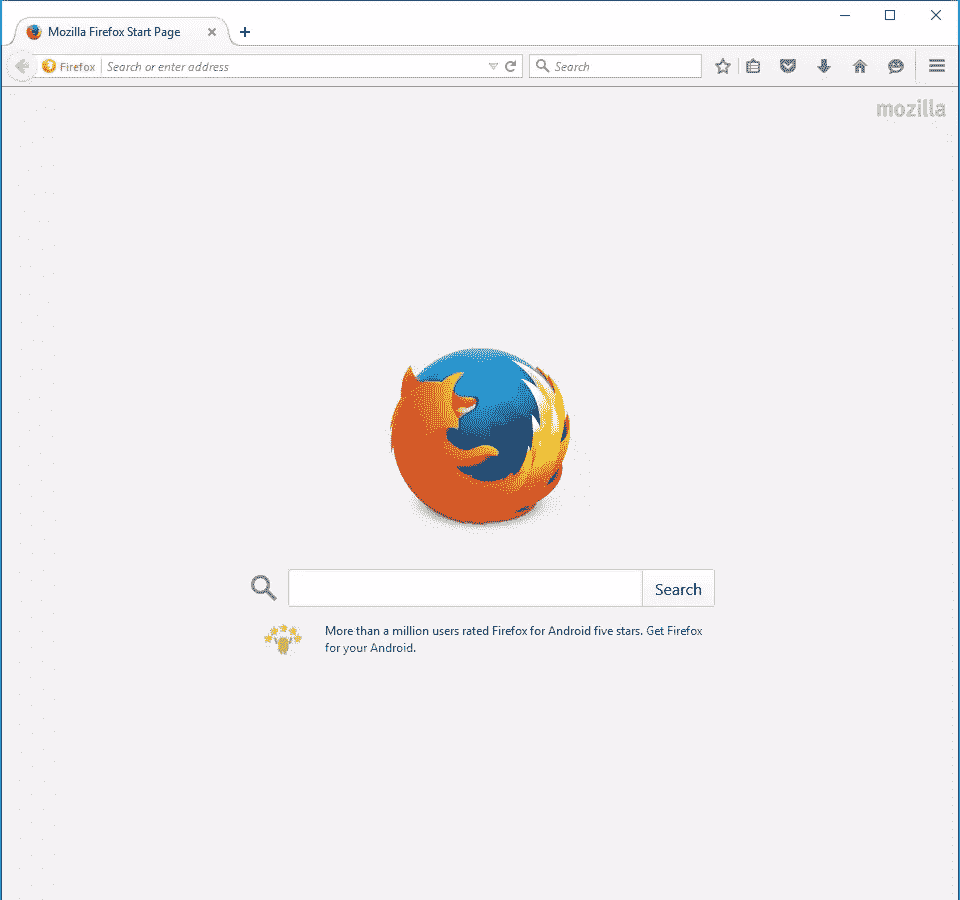 Mozilla Firefox Start Page
Firefox Search or enter address Search
mozilla
Search
More than a million users rated Firefox for Android five stars. Get Firefox
for your Android.